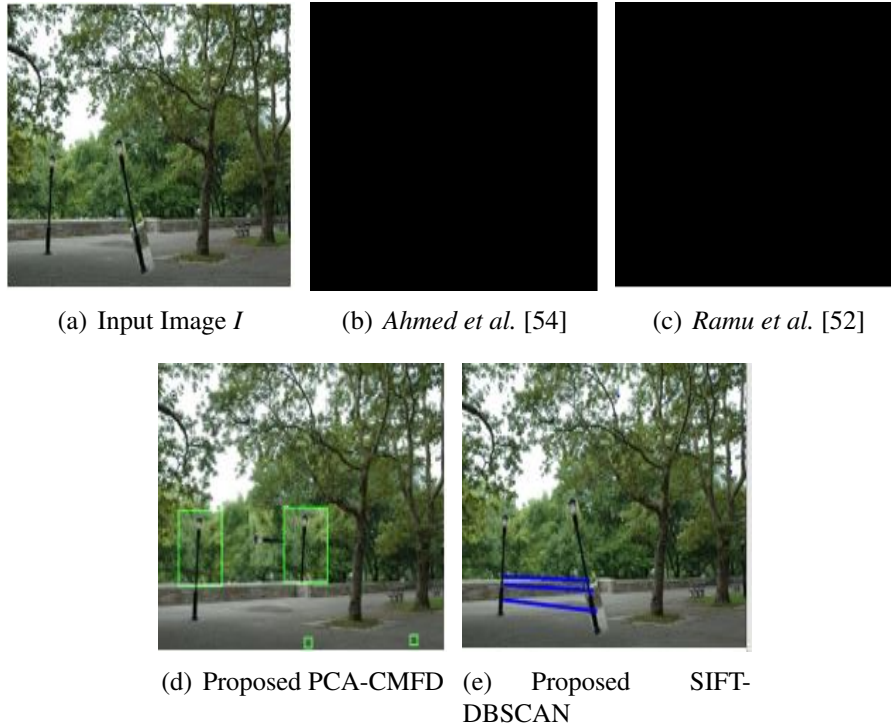 (a) Input Image I
(b) Ahmed et al. [54]
(c) Ramu et al. [52]
(d) Proposed PCA-CMFD
(e) Proposed SIFT-
DBSCAN